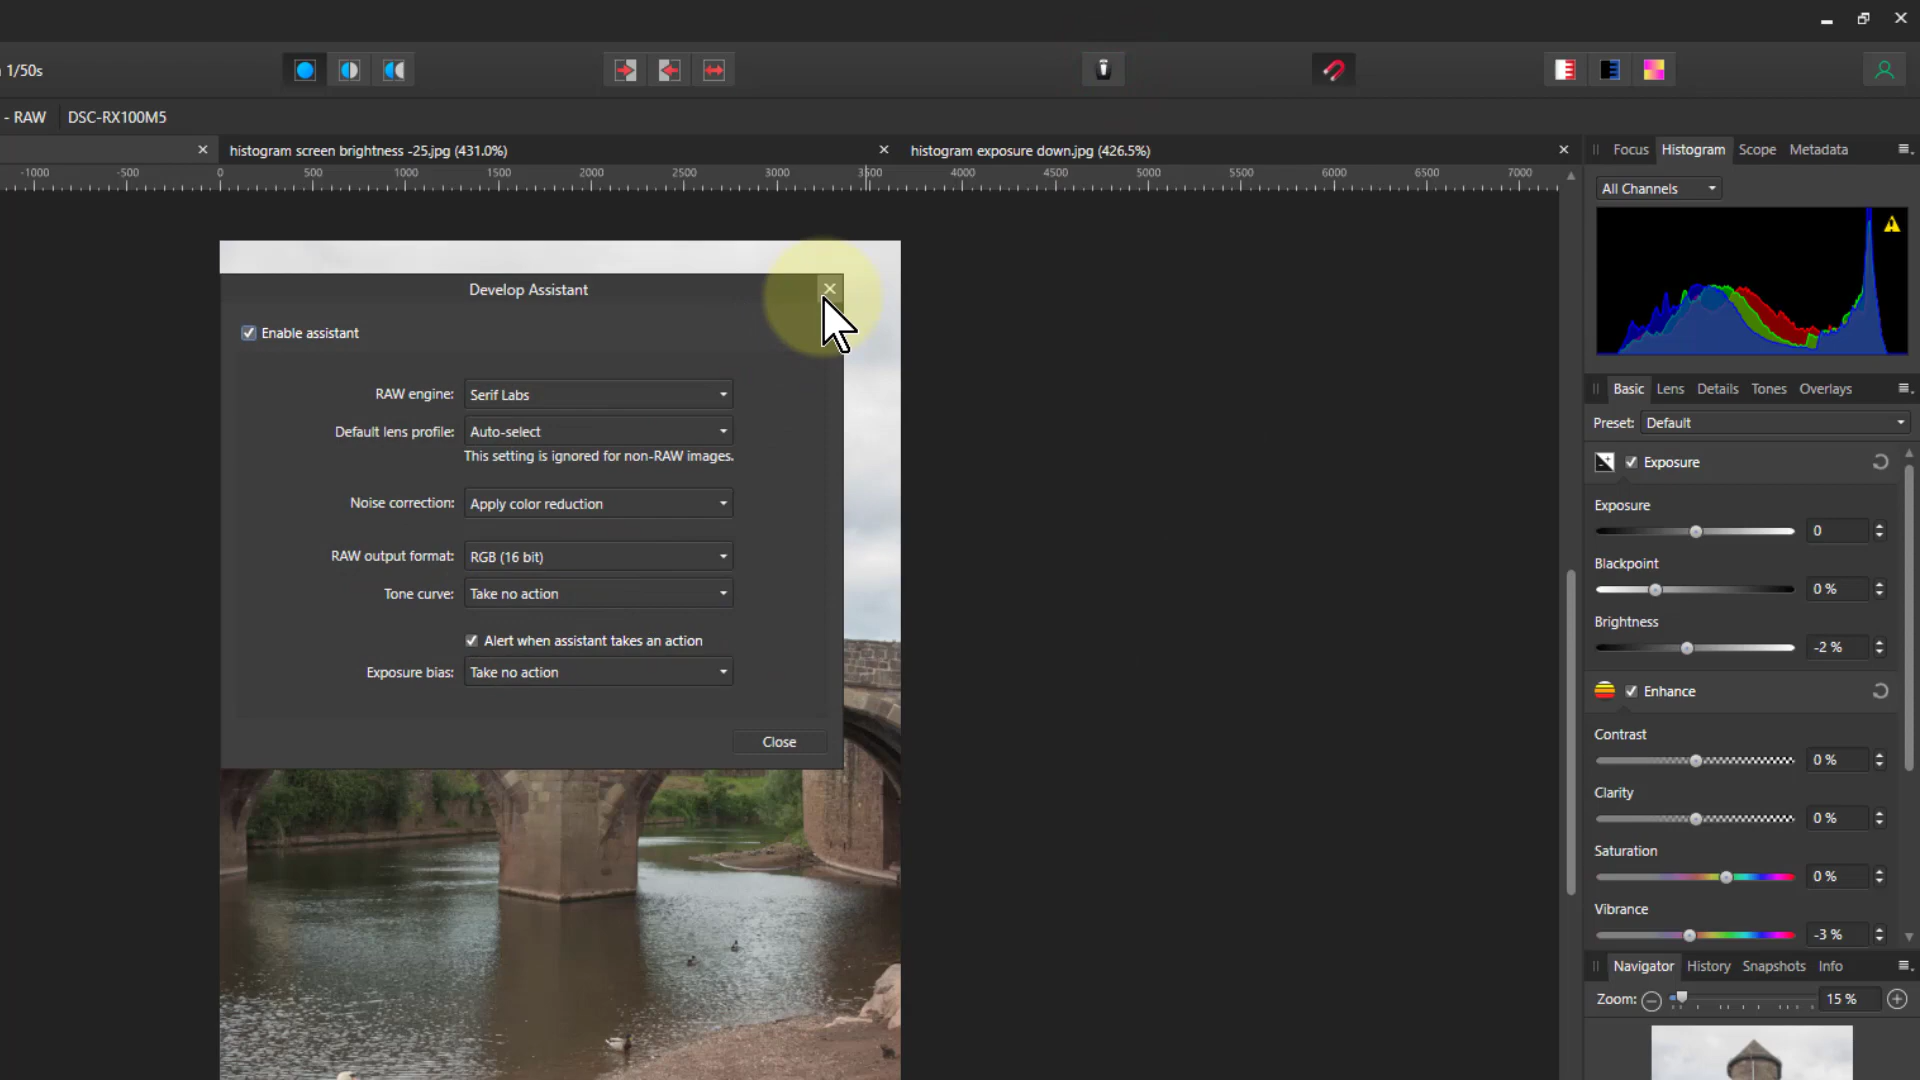 1/50s
- RAW DSC-RX100M5
histogram screen brightness -25.jpg (431.0%)
histogram exposure down.jpg (426.5%)
-1000 -500 0 500 1000 1500 2000 2500 3000 3500 4000 4500 5000 5500 6000 6500 7000
Focus Histogram Scope Metadata
All Channels
Develop Assistant
Enable assistant
RAW engine: Serif Labs
Default lens profile: Auto-select
This setting is ignored for non-RAW images.
Noise correction: Apply color reduction
RAW output format: RGB (16 bit)
Tone curve: Take no action
Alert when assistant takes an action
Exposure bias: Take no action
Close
Basic Lens Details Tones Overlays
Preset: Default
Exposure
Exposure
0
Blackpoint
0 %
Brightness
-2 %
Enhance
Contrast
0 %
Clarity
0 %
Saturation
0 %
Vibrance
-3 %
Navigator History Snapshots Info
Zoom: 15 %